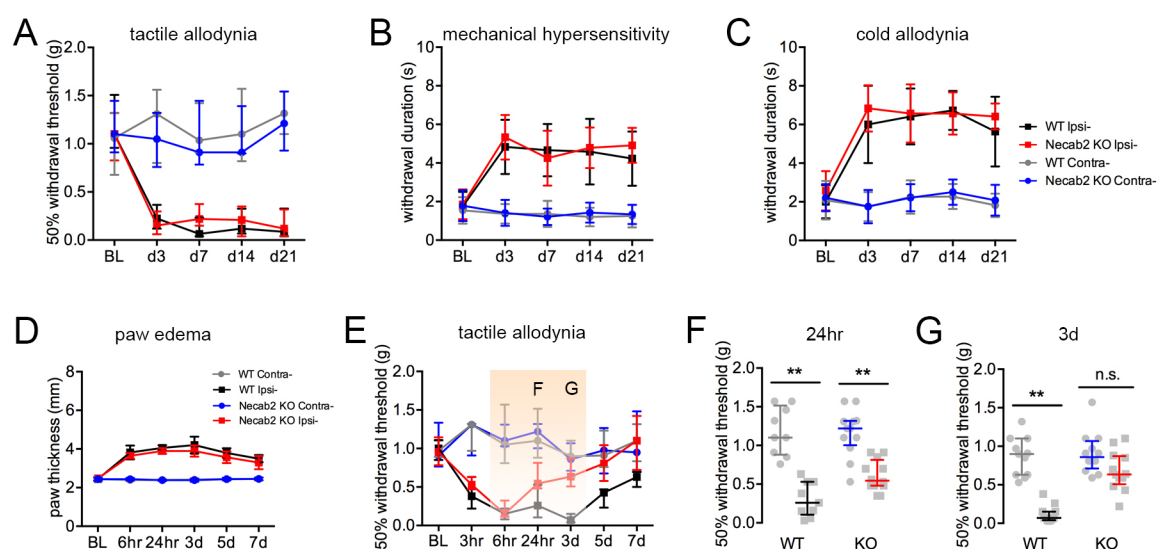 A
tactile allodynia
50% withdrawal threshold (g)
2.0
1.5
1.0
0.5
0.0
BL d3 d7 d14 d21
B
mechanical hypersensitivity
withdrawal duration (s)
10
8
6
4
2
0
BL d3 d7 d14 d21
C
cold allodynia
withdrawal duration (s)
10
8
6
4
2
0
BL d3 d7 d14 d21
WT Ipsi-
Necab2 KO Ipsi-
WT Contra-
Necab2 KO Contra-
D
paw edema
paw thickness (mm)
8
6
4
2
0
WT Contra-
WT Ipsi-
Necab2 KO Contra-
Necab2 KO Ipsi-
BL 6hr 24hr 3d 5d 7d
E
tactile allodynia
50% withdrawal threshold (g)
2.0
1.5
1.0
0.5
0.0
F G
BL 3hr 6hr 24hr 3d 5d 7d
F
24hr
50% withdrawal threshold (g)
2.0
1.5
1.0
0.5
0.0
** **
WT KO
G
3d
50% withdrawal threshold (g)
2.0
1.5
1.0
0.5
0.0
** n.s.
WT KO